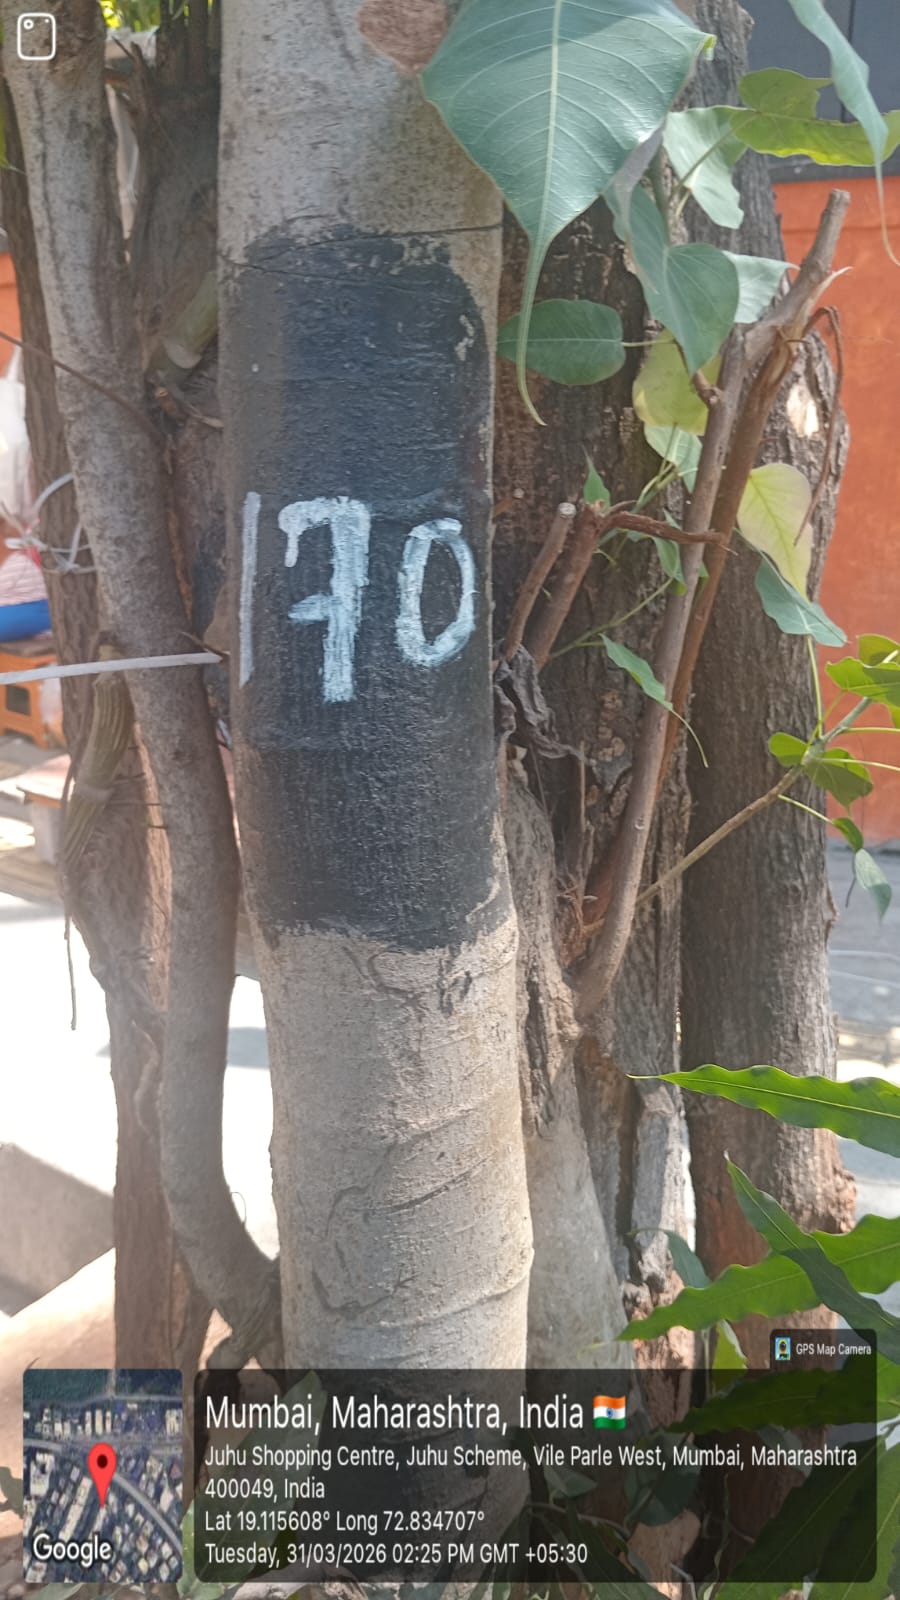 170
GPS Map Camera
Mumbai, Maharashtra, India 🇮🇳
Juhu Shopping Centre, Juhu Scheme, Vile Parle West, Mumbai, Maharashtra
400049, India
Lat 19.115608° Long 72.834707°
Tuesday, 31/03/2026 02:25 PM GMT +05:30
Google